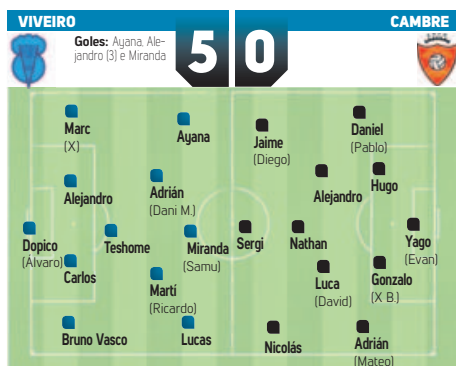 VIVEIRO
5
0
CAMBRE
Goles: Ayana, Ale-
jandro (3) e Miranda
Marc
(X)
Ayana
Jaime
(Diego)
Daniel
(Pablo)
Alejandro
Adrián
(Dani M.)
Alejandro
Hugo
Dopico
(Álvaro)
Teshome
Miranda
(Samu)
Sergi
Nathan
Yago
(Evan)
Carlos
Martí
(Ricardo)
Luca
(David)
Gonzalo
(X B.)
Bruno Vasco
Lucas
Nicolás
Adrián
(Mateo)